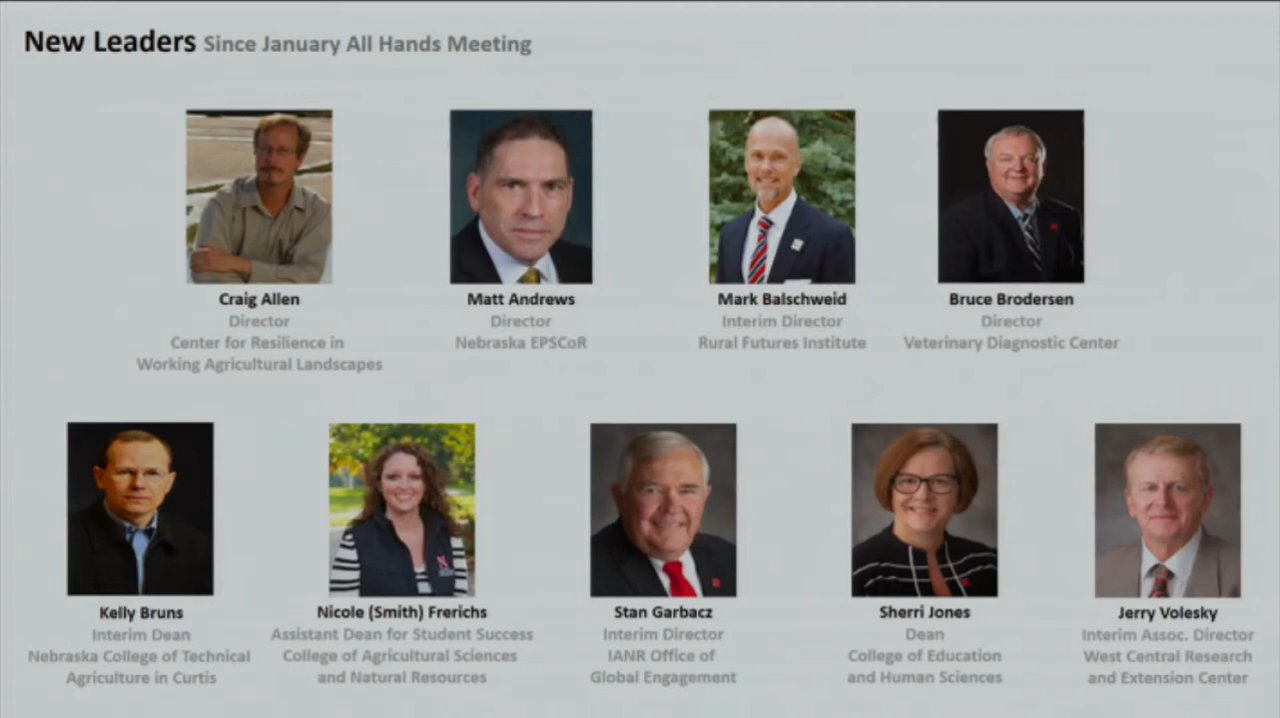 New Leaders Since January All Hands Meeting
Craig Allen
Director
Center for Resilience in
Working Agricultural Landscapes
Matt Andrews
Director
Nebraska EPSCoR
Mark Balschweid
Interim Director
Rural Futures Institute
Bruce Brodersen
Director
Veterinary Diagnostic Center
Kelly Bruns
Interim Dean
Nebraska College of Technical
Agriculture in Curtis
Nicole (Smith) Frerichs
Assistant Dean for Student Success
College of Agricultural Sciences
and Natural Resources
Stan Garbacz
Interim Director
IANR Office of
Global Engagement
Sherri Jones
Dean
College of Education
and Human Sciences
Jerry Volesky
Interim Assoc. Director
West Central Research
and Extension Center